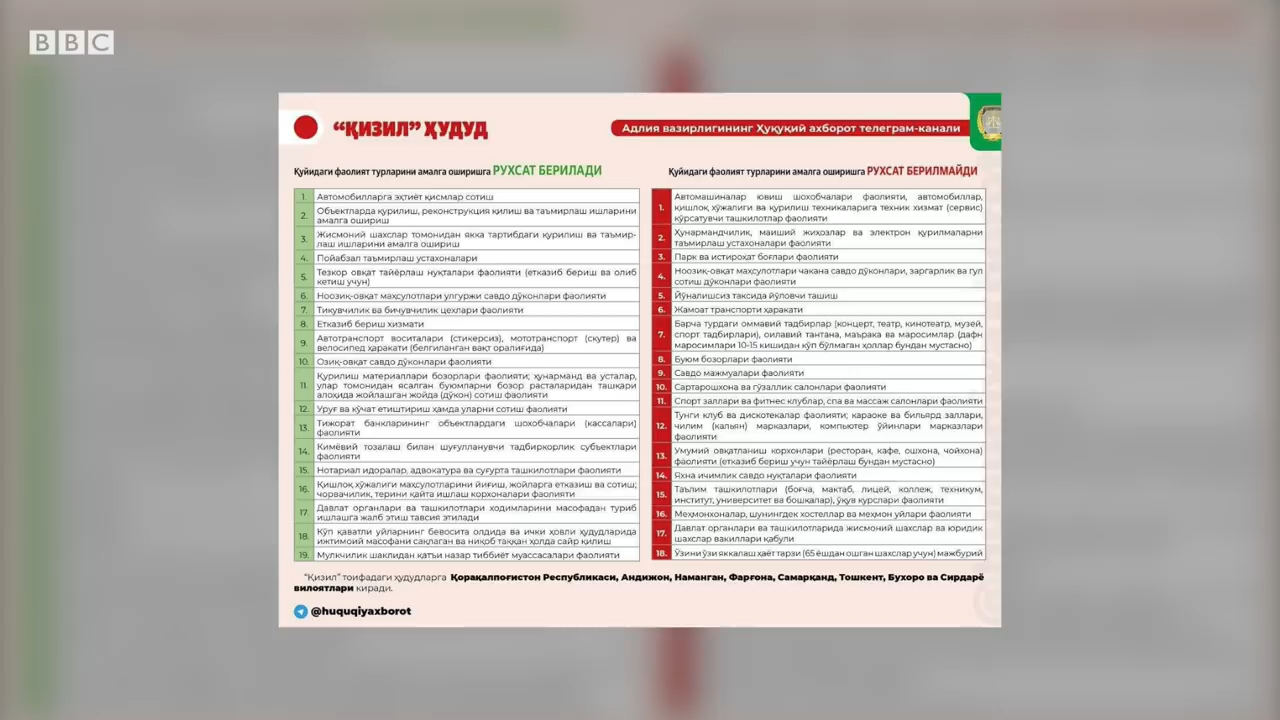 BBC
“ҚИЗИЛ” ҲУДУД
Адлия вазирлигининг Ҳуқуқий ахборот телеграм-канали
Қуйидаги фаолият турларини амалга оширишга РУХСАТ БЕРИЛАДИ
1. Автомобилларга эҳтиёт қисмлар сотиш
2. Объектларда қурилиш, реконструкция қилиш ва таъмирлаш ишларини
амалга ошириш
3. Жисмоний шахслар томонидан якка тартибдаги қурилиш ва таъмир-
лаш ишларини амалга ошириш
4. Пойабзал таъмирлаш устахоналари
5. Тезкор овқат тайёрлаш нуқталари фаолияти (етказиб бериш ва олиб
кетиш учун)
6. Ноозиқ-овқат маҳсулотлари улгуржи савдо дўконлари фаолияти
7. Тикувчилик ва бичувчилик цехлари фаолияти
8. Етказиб бериш хизмати
9. Автотранспорт воситалари (стикерсиз), мототранспорт (скутер) ва
велосипед ҳаракати (белгиланган вақт оралиғида)
10. Озиқ-овқат савдо дўконлари фаолияти
11. Қурилиш материаллари бозорлари фаолияти; ҳунарманд ва усталар,
улар томонидан ясалган буюмларни бозор расталаридан ташқари
алоҳида жойлашган жойда (дўкон) сотиш фаолияти
12. Уруғ ва кўчат етиштириш ҳамда уларни сотиш фаолияти
13. Тижорат банкларининг объектлардаги шохобчалари (кассалари)
фаолияти
14. Кимёвий тозалаш билан шуғулланувчи тадбиркорлик субъектлари
фаолияти
15. Нотариал идоралар, адвокатура ва суғурта ташкилотлари фаолияти
16. Қишлоқ хўжалиги маҳсулотларини йиғиш, жойларга етказиш ва сотиш;
чорвачилик, терини қайта ишлаш корхоналари фаолияти
17. Давлат органлари ва ташкилотлари ходимларини масофадан туриб
ишлашга жалб этиш тавсия этилади
18. Кўп қаватли уйларнинг бевосита олдида ва ички ҳовли ҳудудларида
ижтимоий масофани сақлаган ва ниқоб таққан ҳолда сайр қилиш
19. Мулкчилик шаклидан қатъи назар тиббиёт муассасалари фаолияти
Қуйидаги фаолият турларини амалга оширишга РУХСАТ БЕРИЛМАЙДИ
1. Автомашиналар ювиш шохобчалари фаолияти, автомобиллар,
қишлоқ хўжалиги ва қурилиш техникаларига техник хизмат (сервис)
кўрсатувчи ташкилотлар фаолияти
2. Ҳунармандчилик, маиший жиҳозлар ва электрон қурилмаларни
таъмирлаш устахоналари фаолияти
3. Парк ва истироҳат боғлари фаолияти
4. Ноозиқ-овқат маҳсулотлари чакана савдо дўконлари, заргарлик ва гул
сотиш дўконлари фаолияти
5. Йўналишсиз таксида йўловчи ташиш
6. Жамоат транспорти ҳаракати
7. Барча турдаги оммавий тадбирлар (концерт, театр, кинотеатр, музей,
спорт тадбирлари), оилавий тантана, маърака ва маросимлар (дафн
маросимлари 10-15 кишидан кўп бўлмаган ҳоллар бундан мустасно)
8. Буюм бозорлари фаолияти
9. Савдо мажмуалари фаолияти
10. Сартарошхона ва гўзаллик салонлари фаолияти
11. Спорт заллари ва фитнес клублар, спа ва массаж салонлари фаолияти
12. Тунги клуб ва дискотекалар фаолияти; караоке ва бильярд заллари,
чилим (кальян) марказлари, компьютер ўйинлари марказлари
фаолияти
13. Умумий овқатланиш корхонлари (ресторан, кафе, ошхона, чойхона)
фаолияти (етказиб бериш учун тайёрлаш бундан мустасно)
14. Яхна ичимлик савдо нуқталари фаолияти
15. Таълим ташкилотлари (боғча, мактаб, лицей, коллеж, техникум,
институт, университет ва бошқалар), ўқув курслари фаолияти
16. Меҳмонхоналар, шунингдек хостеллар ва меҳмон уйлари фаолияти
17. Давлат органлари ва ташкилотларида жисмоний шахслар ва юридик
шахслар вакиллари қабули
18. Ўзини ўзи яккалаш ҳаёт тарзи (65 ёшдан ошган шахслар учун) мажбурий
“Қизил” тоифадаги ҳудудларга Қорақалпоғистон Республикаси, Андижон, Наманган, Фарғона, Самарқанд, Тошкент, Бухоро ва Сирдарё
вилоятлари киради.
@huquqiyaxborot